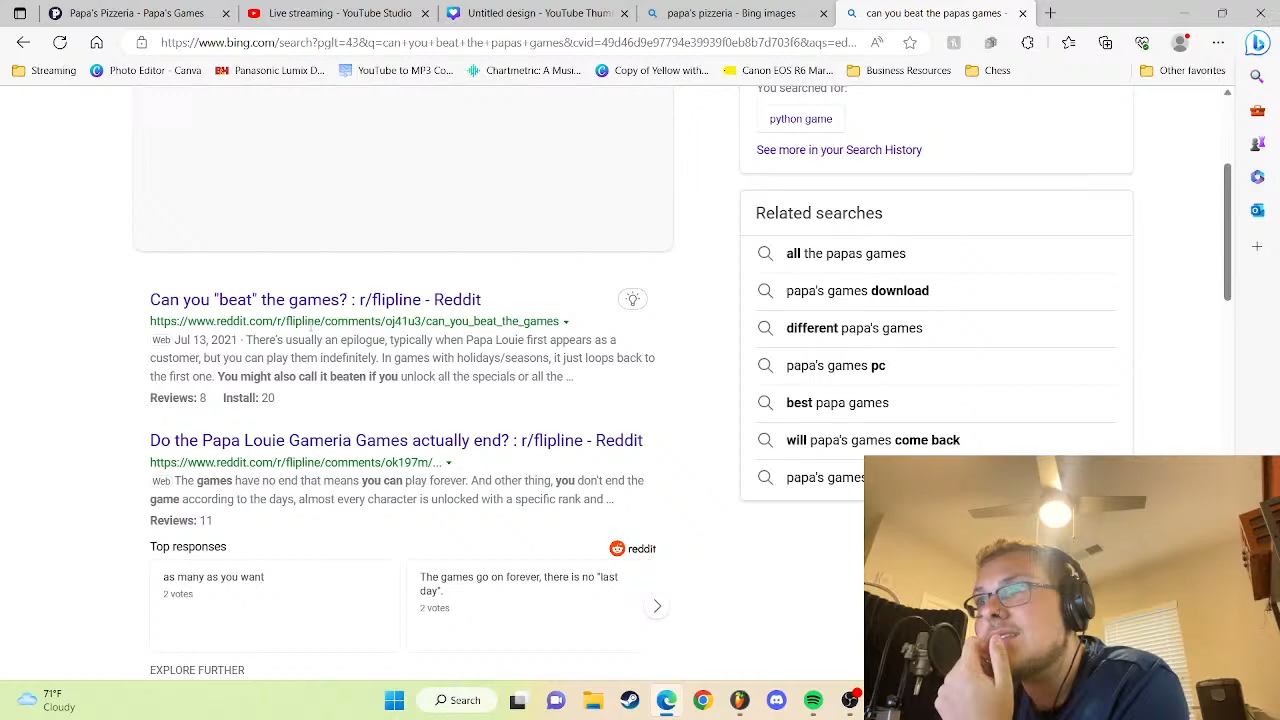 Papa's Pizzeria - Play Papa's
Live streaming - YouTube Studio
Untitled design - YouTube Thum
papa's pizzeria - Bing images
can you beat the papa's games -
https://www.bing.com/search?pglt=43&q=can+you+beat+the+papas+games&cvid=49d46d9e97794e39939f0eb8b7d703f6&aq=ed...
Streaming
Photo Editor - Canva
Panasonic Lumix D...
YouTube to MP3 Co...
Chartmetric A Musi...
Copy of Yellow with...
Canon EOS R6 Mar...
Business Resources
Chess
Other favorites
You searched for:
python game
See more in your Search History
Related searches
all the papas games
papa's games download
different papa's games
papa's games pc
best papa games
will papa's games come back
papa's games
Can you "beat" the games? : r/flipline - Reddit
https://www.reddit.com/r/flipline/comments/oj41u3/can_you_beat_the_games
Web Jul 13, 2021 · There's usually an epilogue, typically when Papa Louie first appears as a
customer, but you can play them indefinitely. In games with holidays/seasons, it just loops back to
the first one. You might also call it beaten if you unlock all the specials or all the ...
Reviews: 8 Install: 20
Do the Papa Louie Gameria Games actually end? : r/flipline - Reddit
https://www.reddit.com/r/flipline/comments/ok197m/...
Web The games have no end that means you can play forever. And other thing, you don't end the
game according to the days, almost every character is unlocked with a specific rank and ...
Reviews: 11
Top responses
reddit
as many as you want
2 votes
The games go on forever, there is no "last
day".
2 votes
EXPLORE FURTHER
71°F
Cloudy
Search